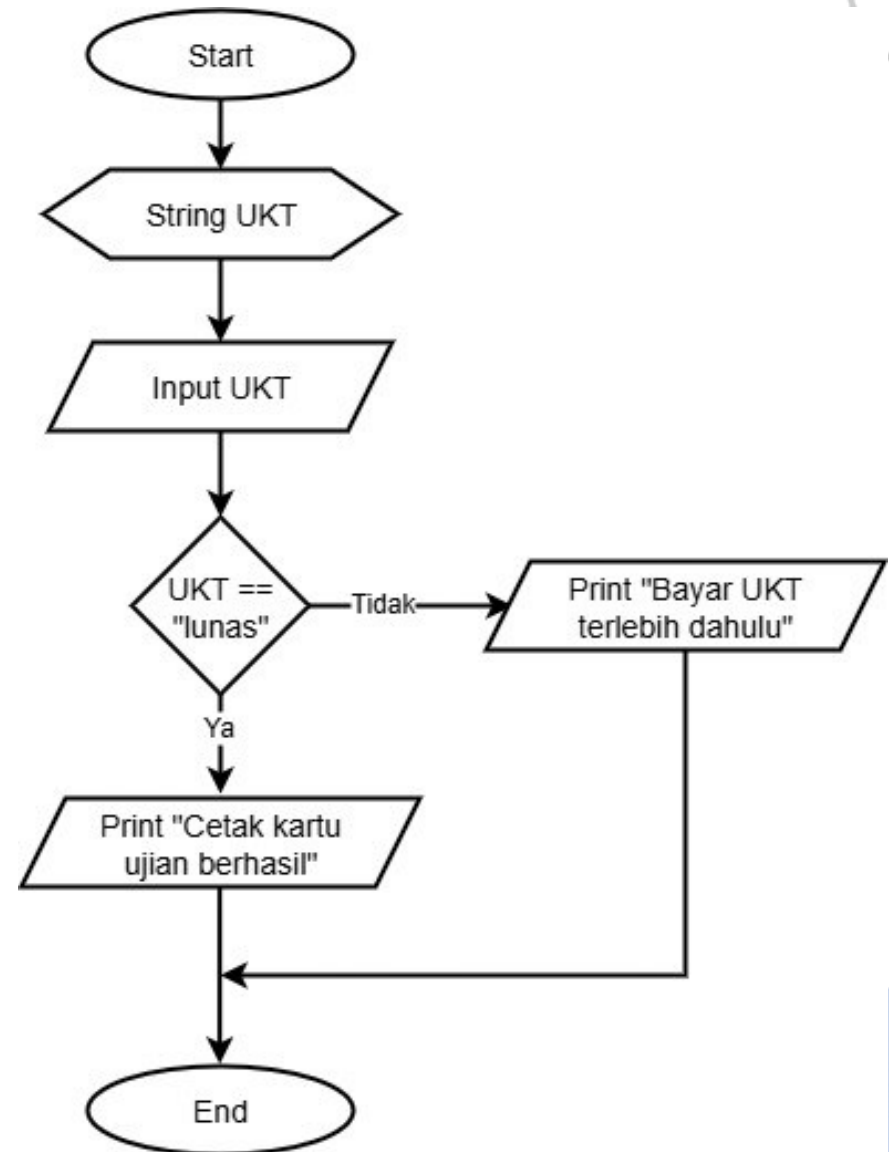 Start
String UKT
Input UKT
UKT ==
"lunas"
Tidak
Print "Bayar UKT
terlebih dahulu"
Ya
Print "Cetak kartu
ujian berhasil"
End